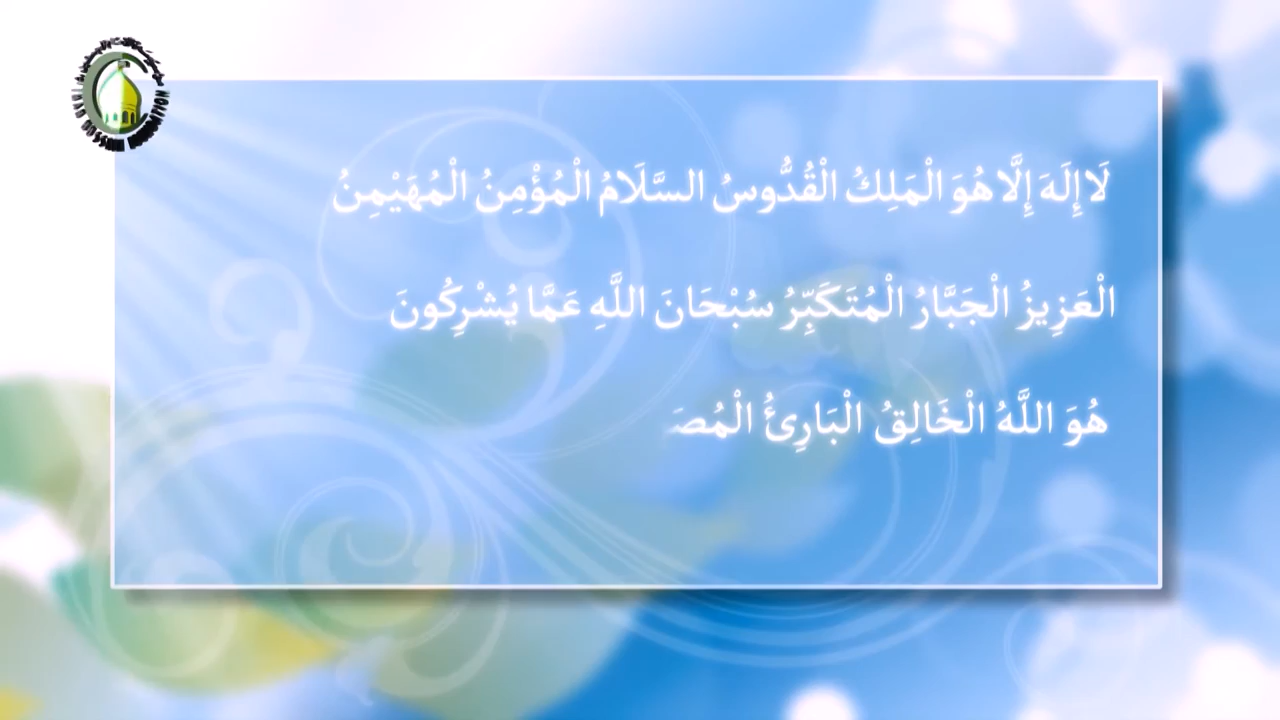 لَا إِلَهَ إِلَّا هُوَ الْمَلِكُ الْقُدُّوسُ السَّلَامُ الْمُؤْمِنُ الْمُهَيْمِنُ
الْعَزِيزُ الْجَبَّارُ الْمُتَكَبِّرُ سُبْحَانَ اللَّهِ عَمَّا يُشْرِكُونَ
هُوَ اللَّهُ الْخَالِقُ الْبَارِئُ الْمُصَ